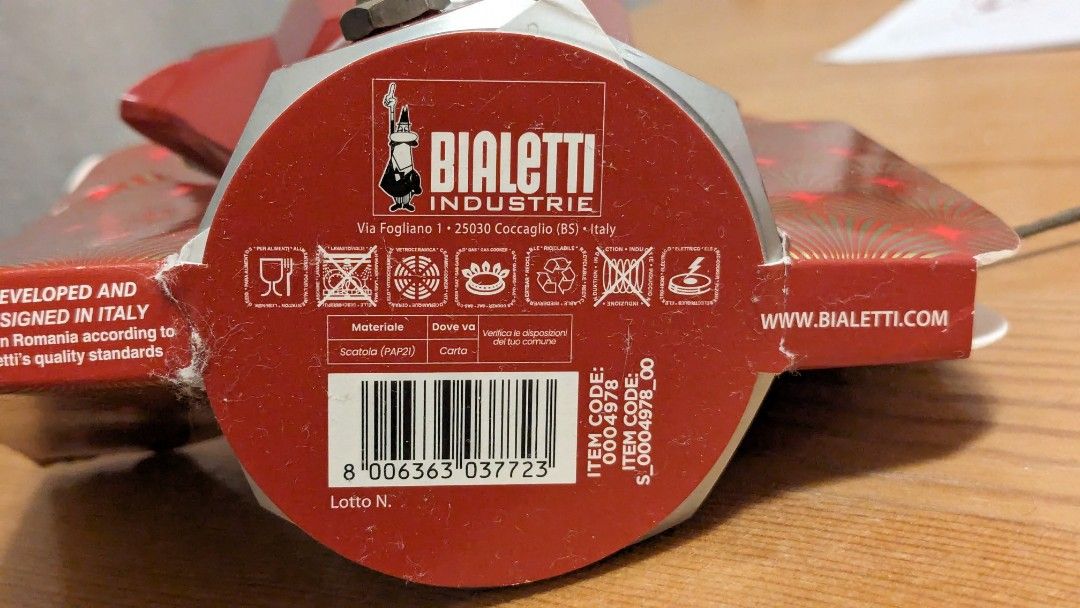 BIALETTI
INDUSTRIE
Via Fogliano 1 • 25030 Coccaglio (BS) • Italy
Materiale Dove va Verifica le disposizioni
del tuo comune
Scatola (PAP21) Carta
8 006363 037723
Lotto N.
ITEM CODE:
0004978
ITEM CODE:
S_0004978_00
EVELOPED AND
SIGNED IN ITALY
n Romania according to
etti's quality standards
WWW.BIALETTI.COM